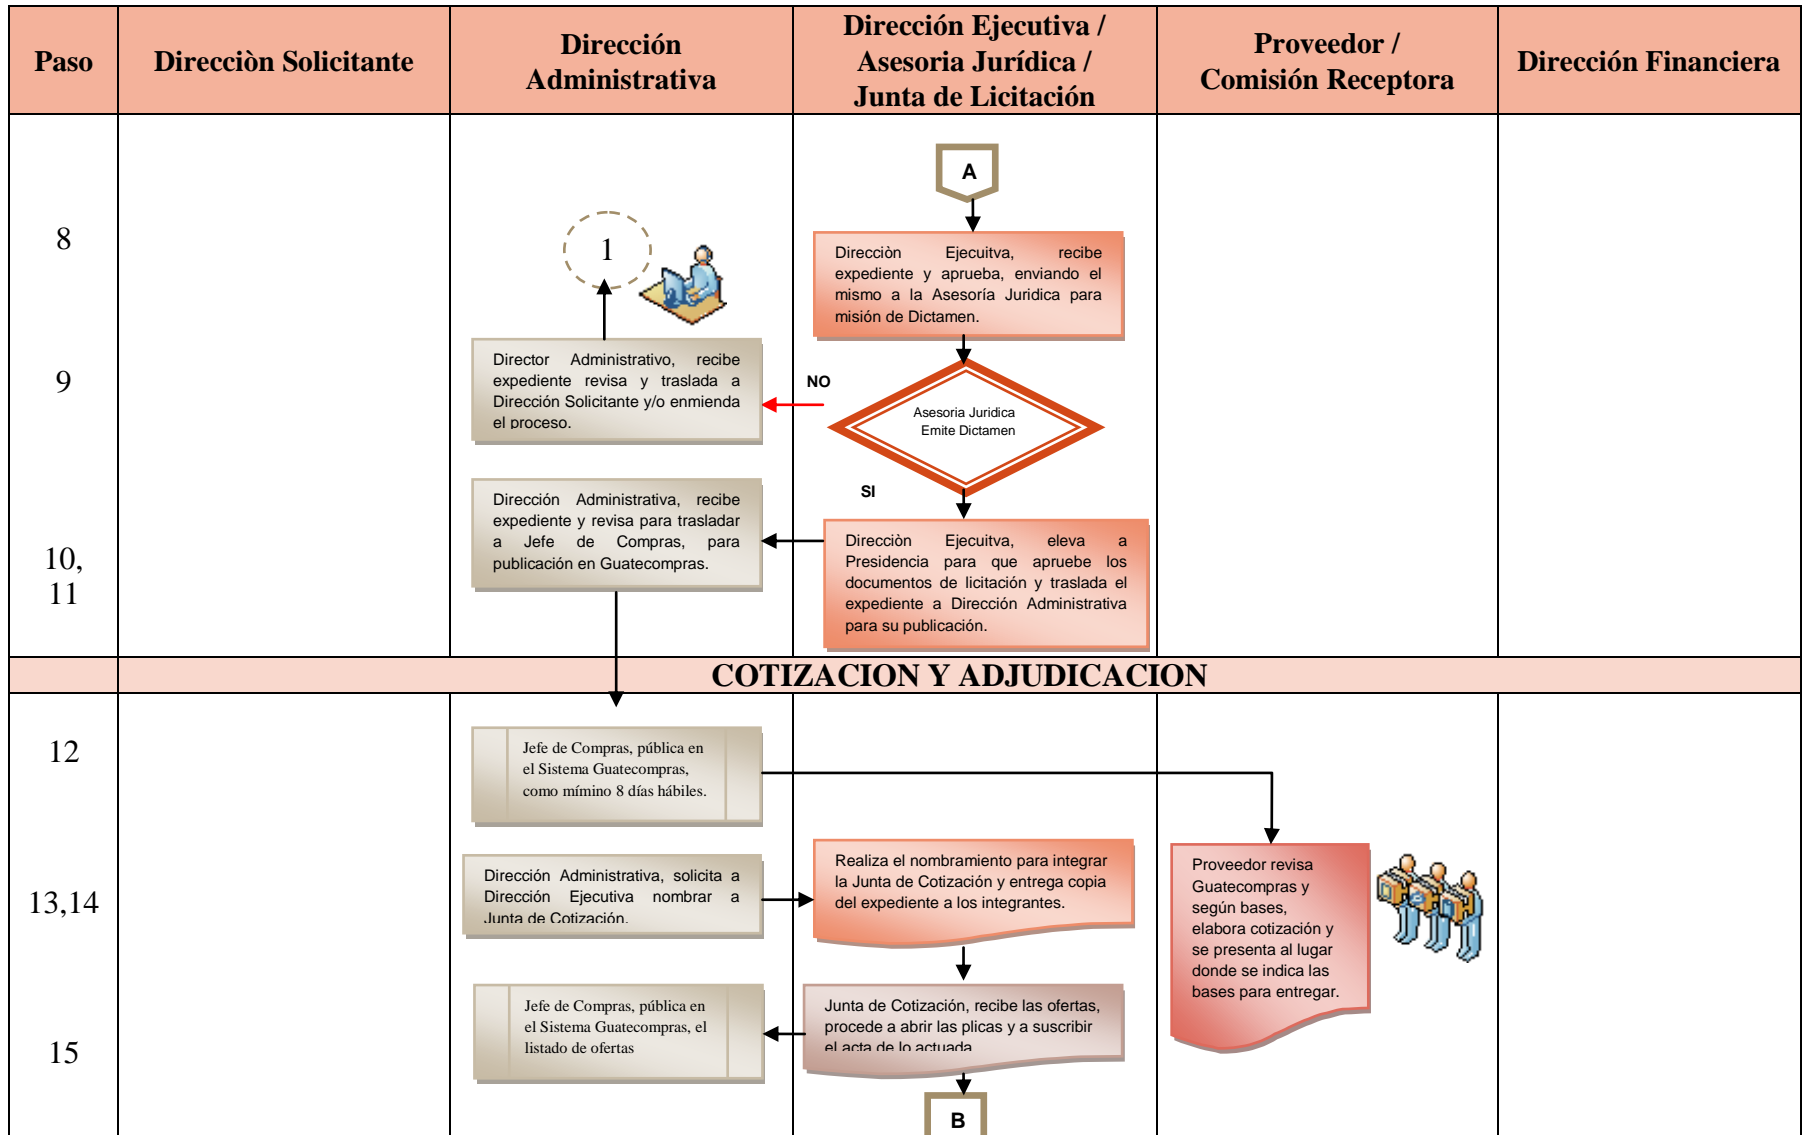 Paso
Direcciòn Solicitante
Dirección
Administrativa
Dirección Ejecutiva /
Asesoria Jurídica /
Junta de Licitación
Proveedor /
Comisión Receptora
Dirección Financiera
A
8
1
Direcciòn Ejecuitva, recibe
expediente y aprueba, enviando el
mismo a la Asesoría Juridica para
misión de Dictamen.
9
Director Administrativo, recibe
expediente revisa y traslada a
Dirección Solicitante y/o enmienda
el proceso.
NO
Asesoria Juridica
Emite Dictamen
SI
10,
11
Dirección Administrativa, recibe
expediente y revisa para trasladar
a Jefe de Compras, para
publicación en Guatecompras.
Direcciòn Ejecuitva, eleva a
Presidencia para que apruebe los
documentos de licitación y traslada el
expediente a Dirección Administrativa
para su publicación.
COTIZACION Y ADJUDICACION
12
Jefe de Compras, pública en
el Sistema Guatecompras,
como mímino 8 días hábiles.
13,14
Dirección Administrativa, solicita a
Dirección Ejecutiva nombrar a
Junta de Cotización.
Realiza el nombramiento para integrar
la Junta de Cotización y entrega copia
del expediente a los integrantes.
Proveedor revisa
Guatecompras y
según bases,
elabora cotización y
se presenta al lugar
donde se indica las
bases para entregar.
15
Jefe de Compras, pública en
el Sistema Guatecompras, el
listado de ofertas
Junta de Cotización, recibe las ofertas,
procede a abrir las plicas y a suscribir
el acta de lo actuada
B